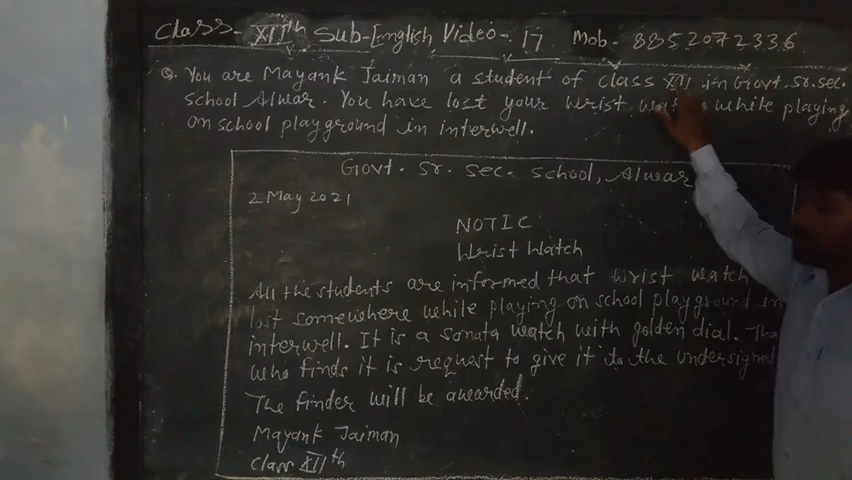 Class- XIIth Sub-English Video- 17 Mob- 8852072336
Q. You are Mayank Jaiman a student of class XII in Govt. sr. sec.
school Alwar. You have lost your wrist while playing
on school playground in interwell.
Govt. sr. sec. school, Alwar
2 May 2021
NOTIC
Wrist Watch
All the students are informed that wrist watch
lost somewhere while playing on school playground in
interwell. It is a sonata watch with golden dial.
who finds it is request to give it to the
The finder will be awarded.
Mayank Jaiman
Class XIIth